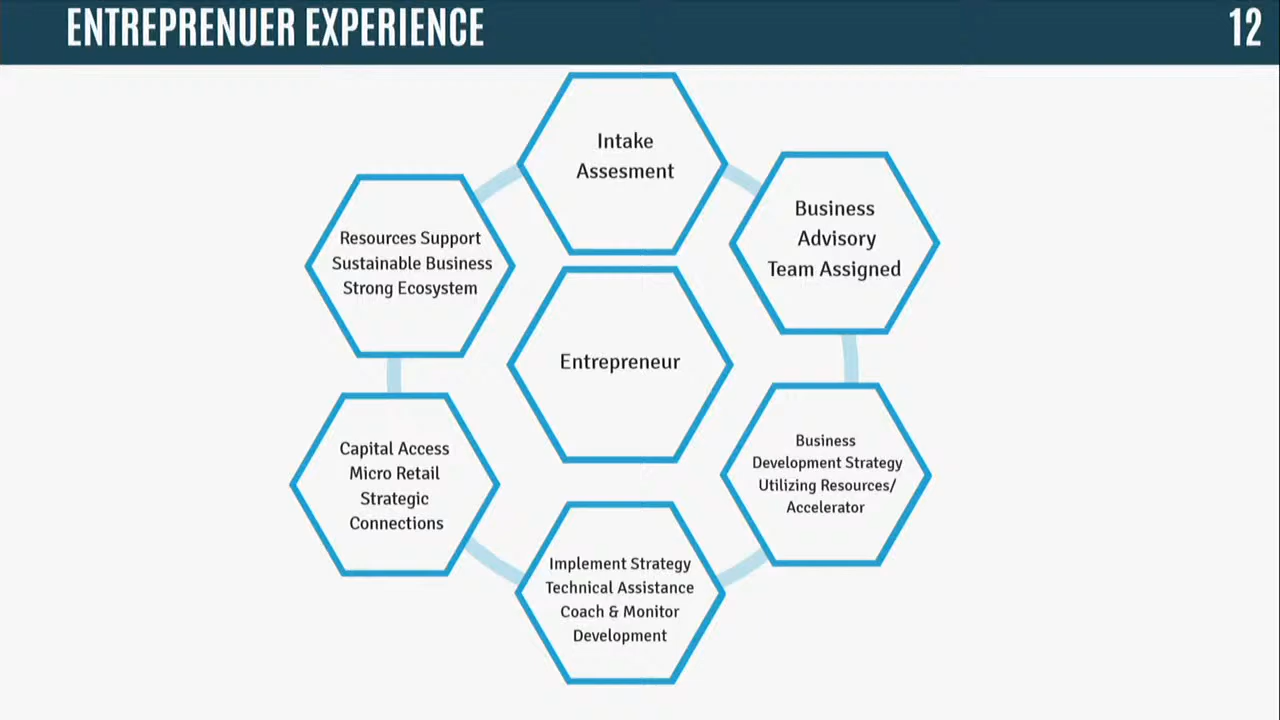 ENTREPRENUER EXPERIENCE
12
Intake
Assesment
Business
Advisory
Team Assigned
Resources Support
Sustainable Business
Strong Ecosystem
Entrepreneur
Capital Access
Micro Retail
Strategic
Connections
Business
Development Strategy
Utilizing Resources/
Accelerator
Implement Strategy
Technical Assistance
Coach & Monitor
Development